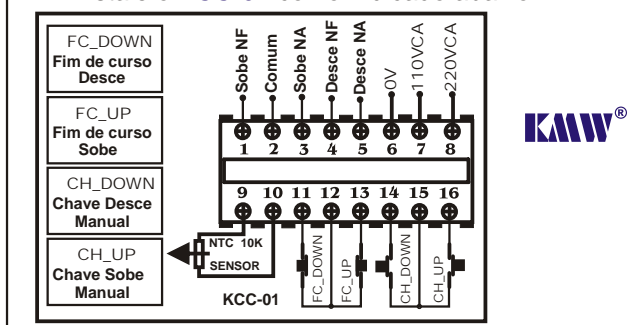 FC_DOWN
Fim de curso
Desce
FC_UP
Fim de curso
Sobe
CH_DOWN
Chave Desce
Manual
CH_UP
Chave Sobe
Manual
Sobe NF
Comum
Sobe NA
Desce NF
Desce NA
0V
110VCA
220VCA
1 2 3 4 5 6 7 8
9 10 11 12 13 14 15 16
NTC 10K
SENSOR
FC_DOWN
FC_UP
CH_DOWN
CH_UP
KCC-01
KMW®